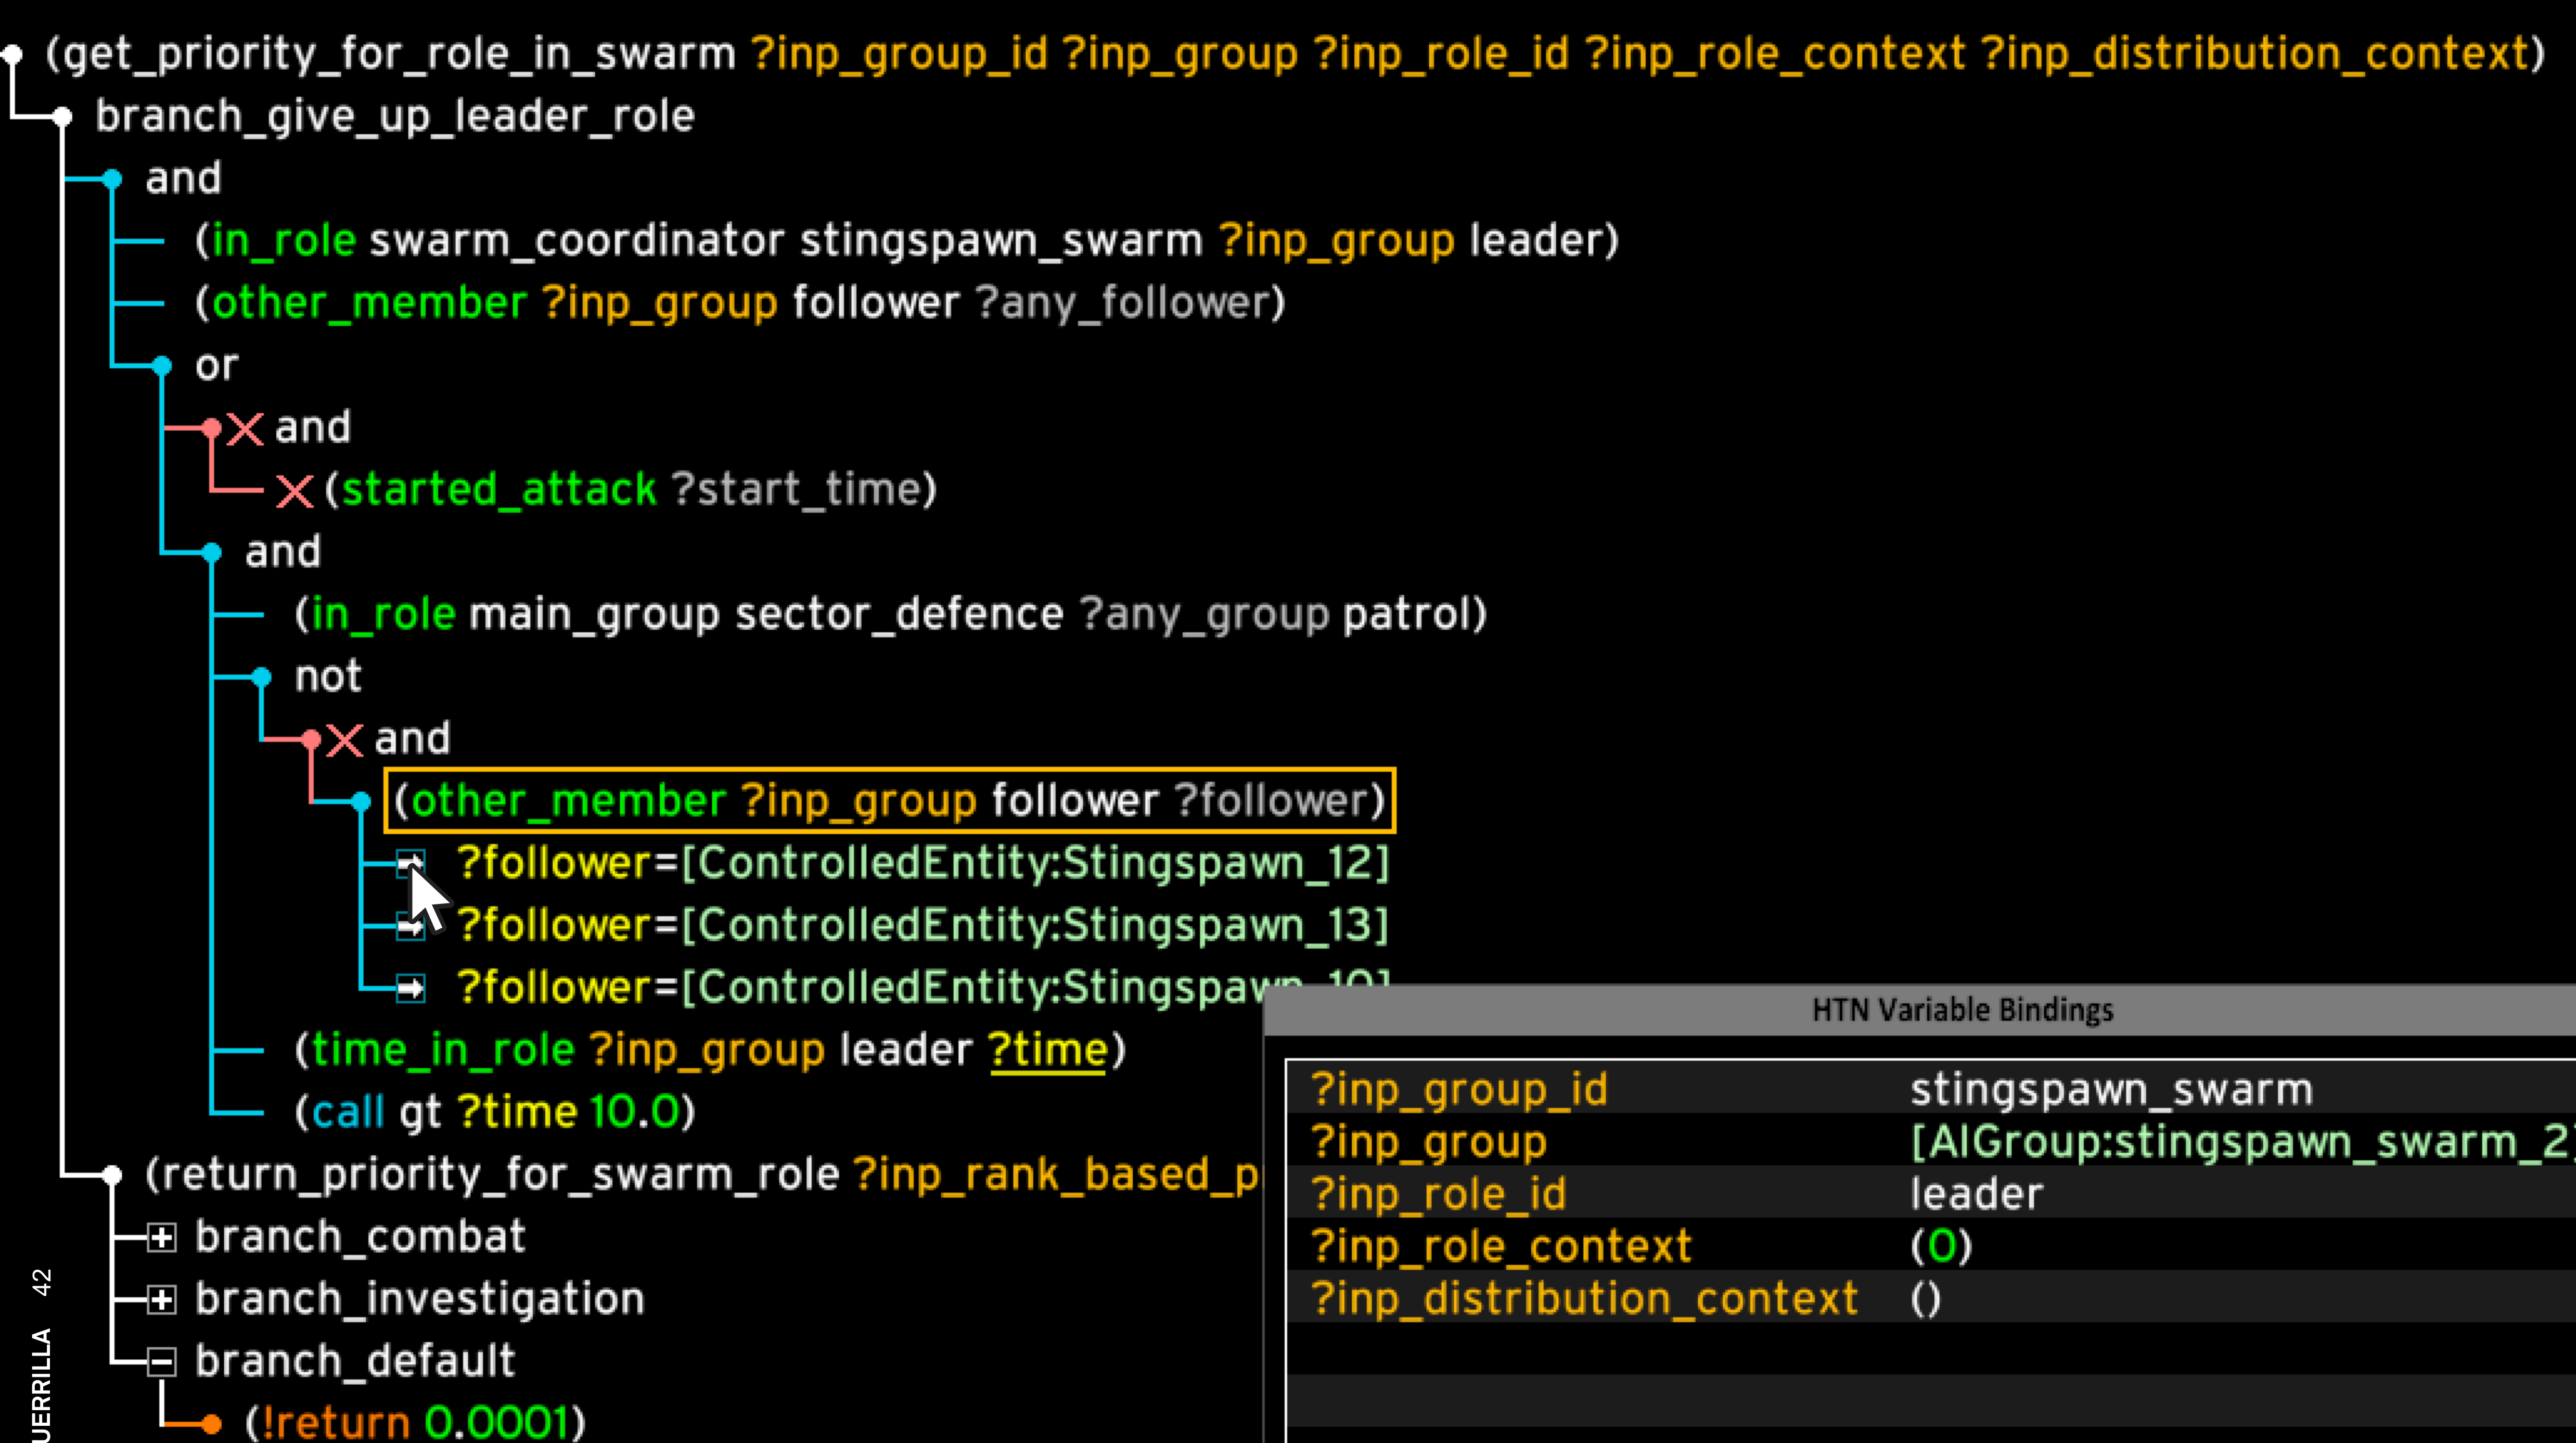 (get_priority_for_role_in_swarm ?inp_group_id ?inp_group ?inp_role_id ?inp_role_context ?inp_distribution_context)
branch_give_up_leader_role
and
(in_role swarm_coordinator stingspawn_swarm ?inp_group leader)
(other_member ?inp_group follower ?any_follower)
or
and
(started_attack ?start_time)
and
(in_role main_group sector_defence ?any_group patrol)
not
and
(other_member ?inp_group follower ?follower)
?follower=[ControlledEntity:Stingspawn_12]
?follower=[ControlledEntity:Stingspawn_13]
?follower=[ControlledEntity:Stingspawn_10]
(time_in_role ?inp_group leader ?time)
(call gt ?time 10.0)
(return_priority_for_swarm_role
branch_combat
branch_investigation
branch_default
(!return 0.0001)
HTN Variable Bindings
?inp_group_id stingspawn_swarm
?inp_group [AIGroup:stingspawn_swarm_2]
?inp_role_id leader
?inp_role_context (0)
?inp_distribution_context ()
42